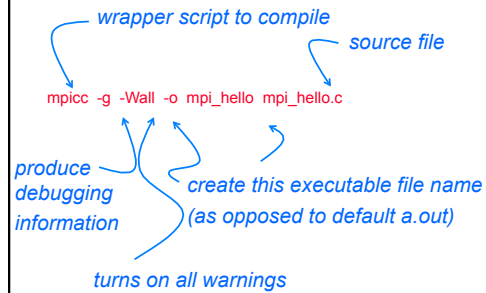 wrapper script to compile
source file
mpicc -g -Wall -o mpi_hello mpi_hello.c
produce
debugging
information
create this executable file name
(as opposed to default a.out)
turns on all warnings